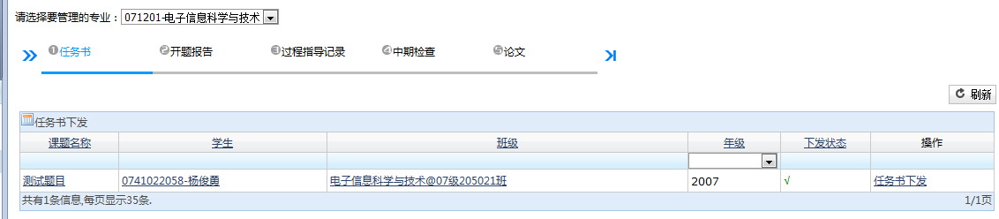 请选择要管理的专业：071201-电子信息科学与技术
1任务书 2开题报告 3过程指导记录 4中期检查 5论文
刷新
任务书下发
课题名称 学生 班级 年级 下发状态 操作
测试题目 0741022058-杨俊勇 电子信息科学与技术@07级205021班 2007 √ 任务书下发
共有1条信息,每页显示35条. 1/1页